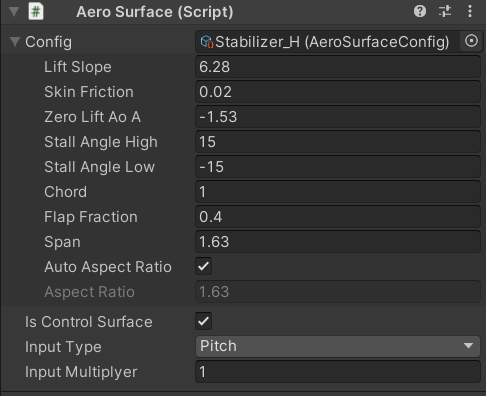 # Aero Surface (Script)
Config Stabilizer_H (AeroSurfaceConfig)
Lift Slope 6.28
Skin Friction 0.02
Zero Lift Ao A -1.53
Stall Angle High 15
Stall Angle Low -15
Chord 1
Flap Fraction 0.4
Span 1.63
Auto Aspect Ratio
Aspect Ratio 1.63
Is Control Surface
Input Type Pitch
Input Multiplyer 1